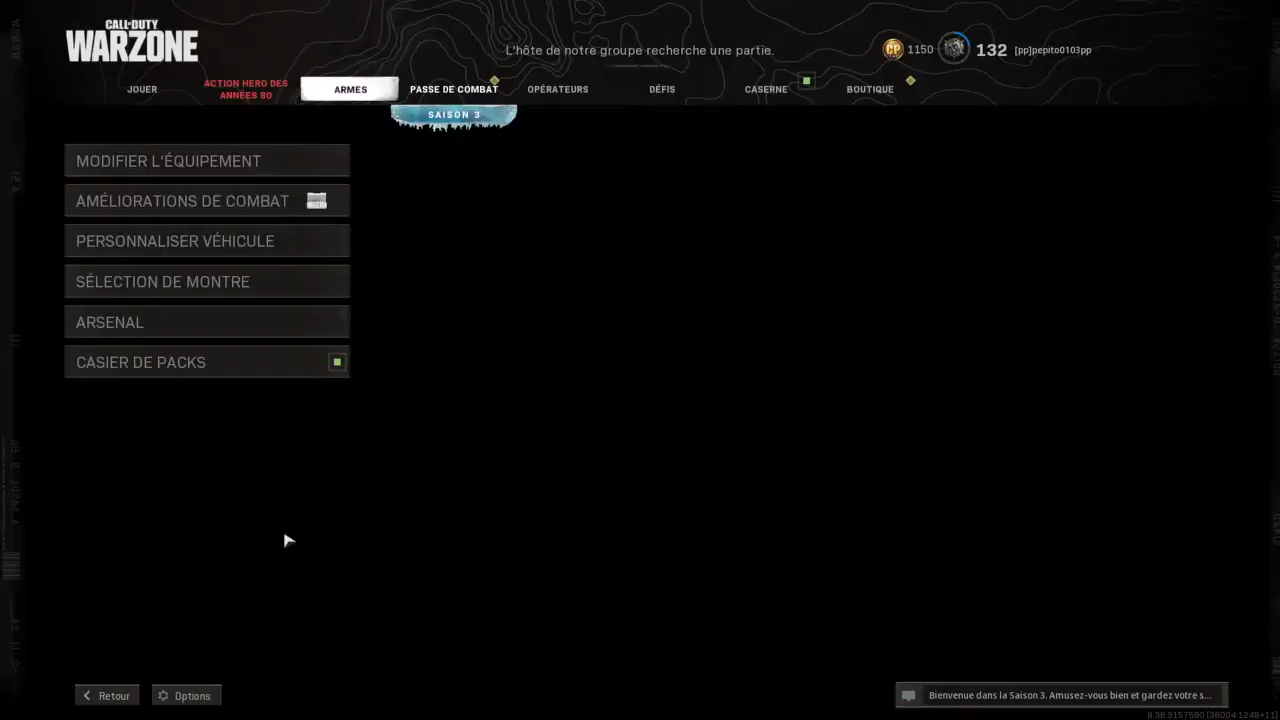 CALL OF DUTY
WARZONE
L'hôte de notre groupe recherche une partie.
CP 1150
132
[pp]pepito0103pp
JOUER
ACTION HERO DES
ANNÉES 80
ARMES
PASSE DE COMBAT
OPÉRATEURS
DÉFIS
CASERNE
BOUTIQUE
SAISON 3
MODIFIER L'ÉQUIPEMENT
AMÉLIORATIONS DE COMBAT
PERSONNALISER VÉHICULE
SÉLECTION DE MONTRE
ARSENAL
CASIER DE PACKS
Retour
Options
Bienvenue dans la Saison 3. Amusez-vous bien et gardez votre s...